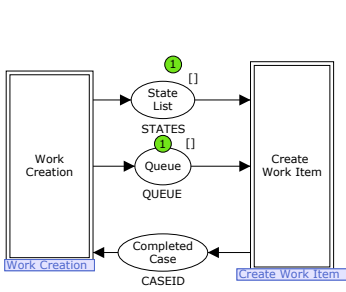 1
[]
State
List
STATES
1
[]
Work
Creation
Queue
Create
Work Item
QUEUE
Completed
Case
CASEID
Work Creation
Create Work Item